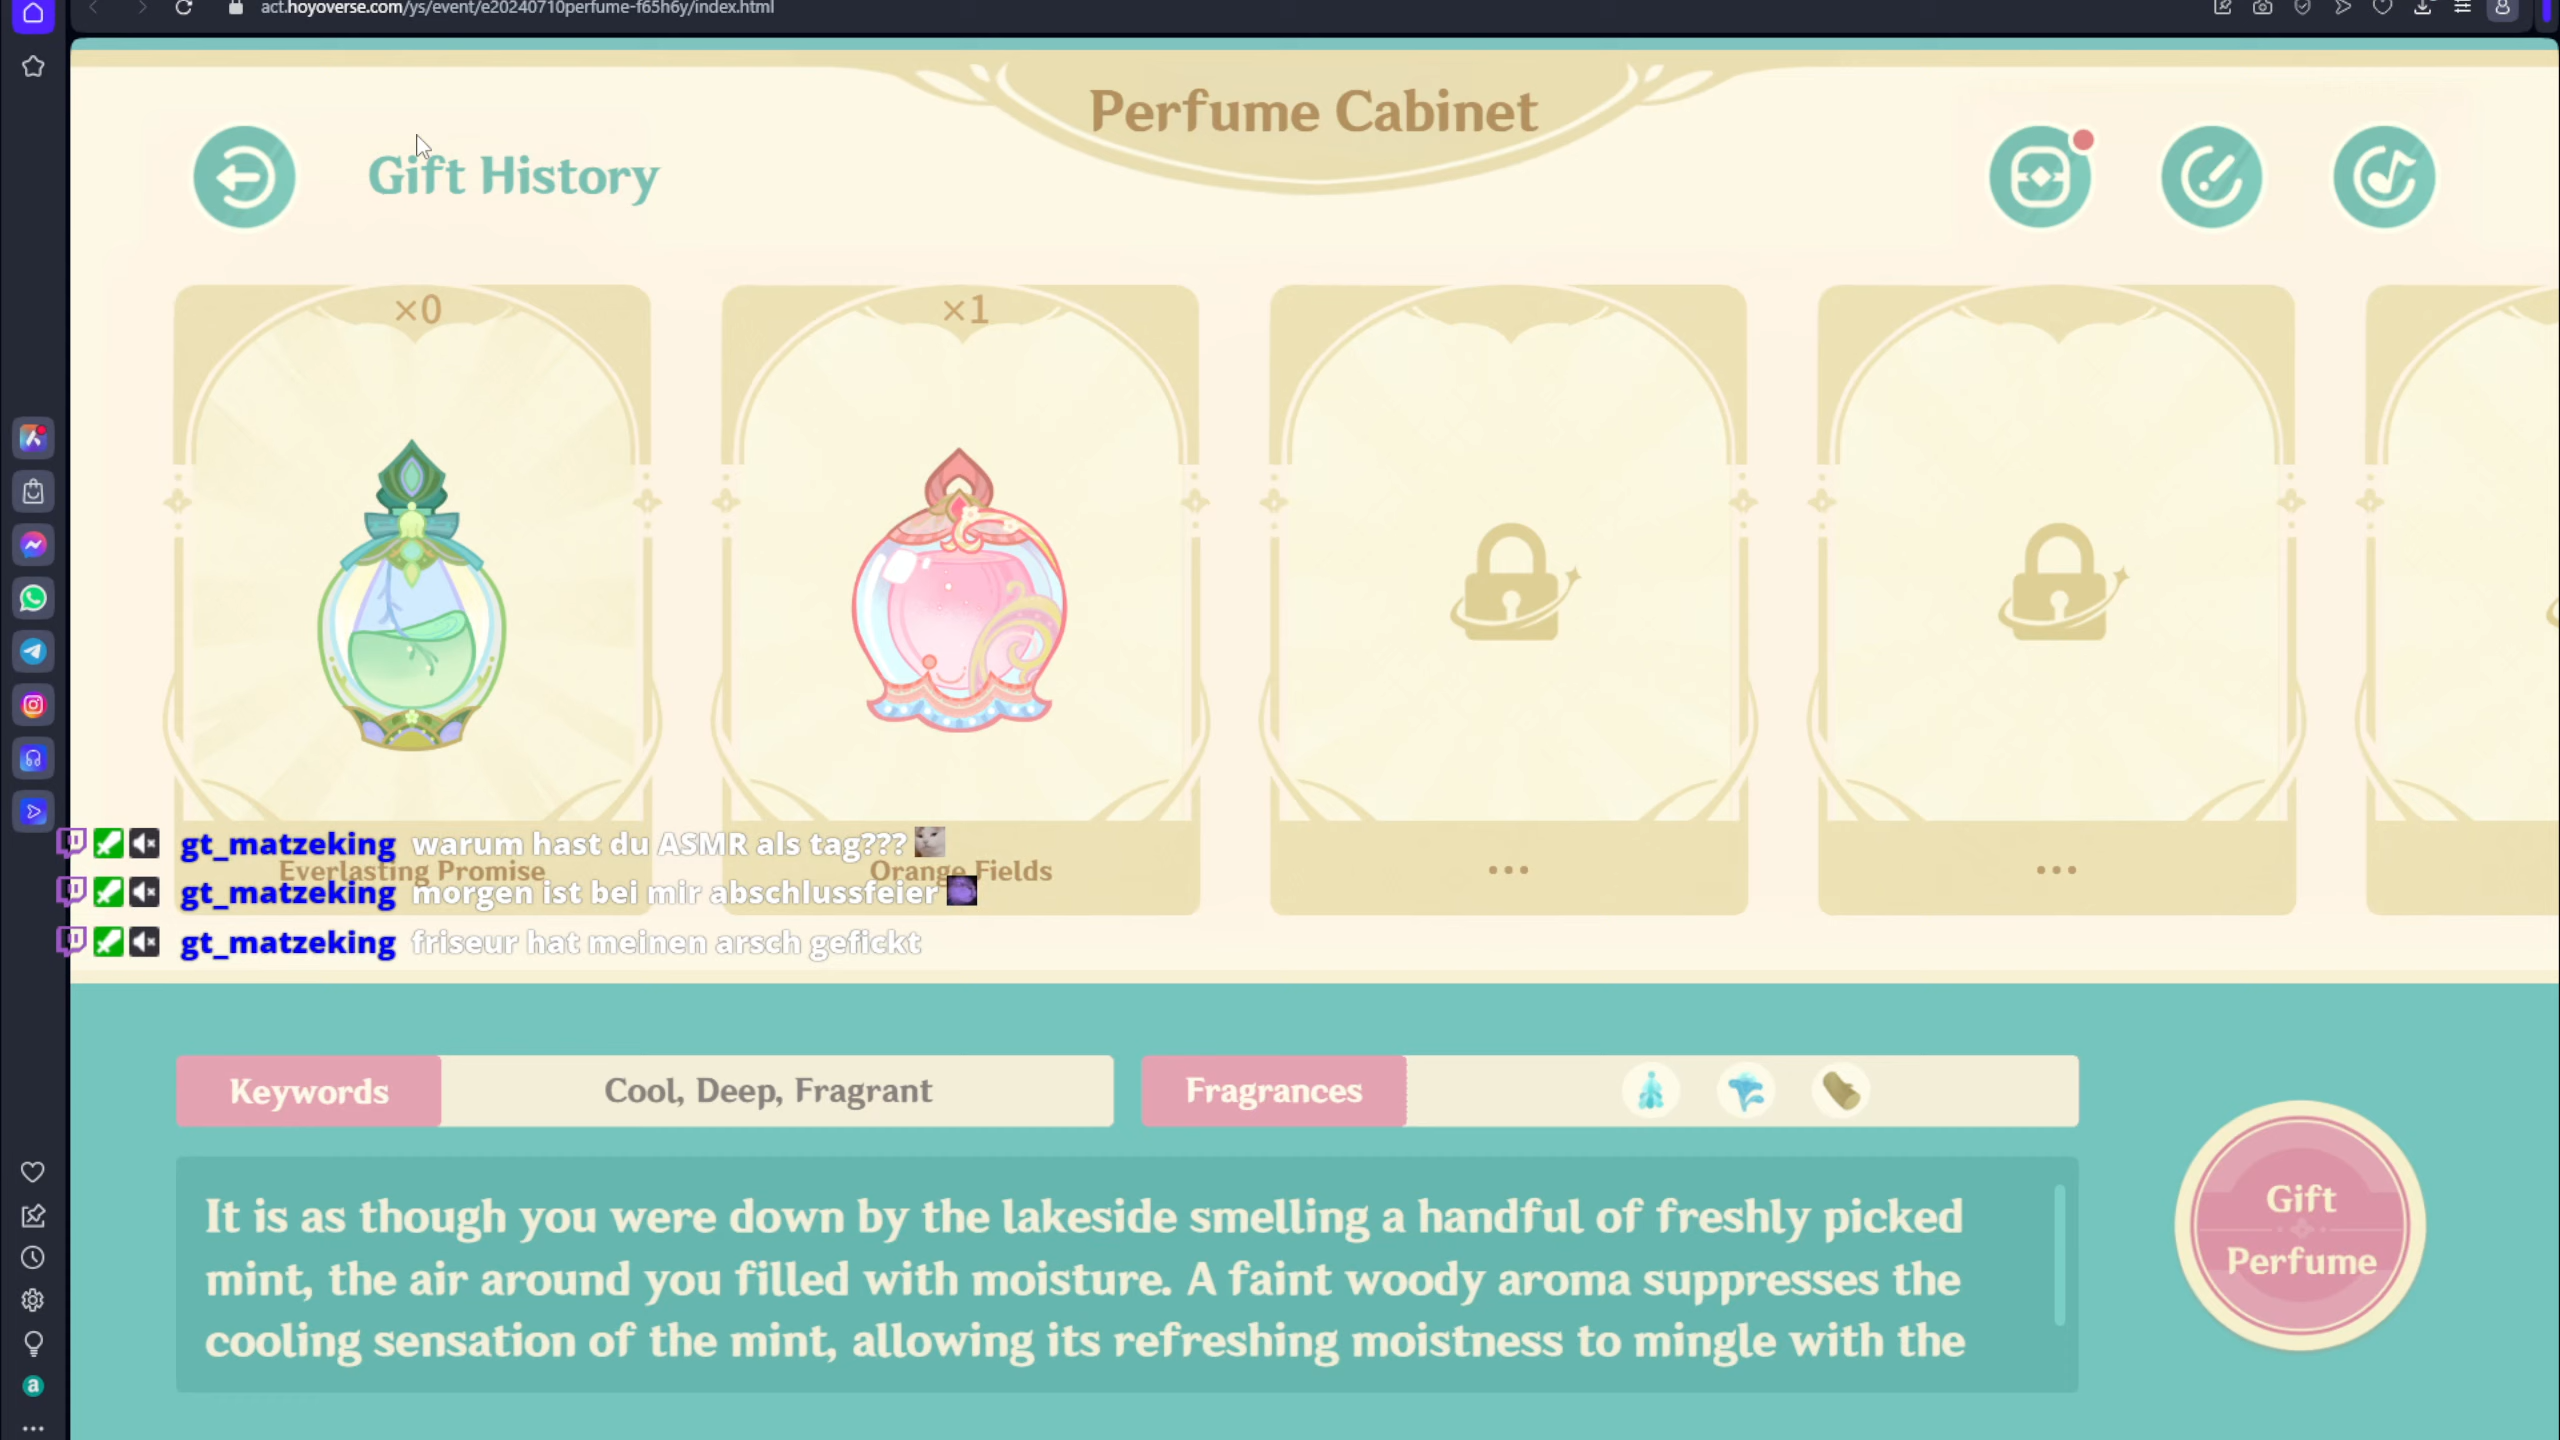 act.hoyoverse.com/ys/event/e20240710perfume-f65h6y/index.html
Perfume Cabinet
Gift History
×0
×1
gt_matzeking warum hast du ASMR als tag???
Everlasting Promise
Orange Fields
...
...
gt_matzeking morgen ist bei mir abschlussfeier
gt_matzeking friseur hat meinen arsch gefickt
Keywords
Cool, Deep, Fragrant
Fragrances
It is as though you were down by the lakeside smelling a handful of freshly picked
mint, the air around you filled with moisture. A faint woody aroma suppresses the
cooling sensation of the mint, allowing its refreshing moistness to mingle with the
Gift
Perfume